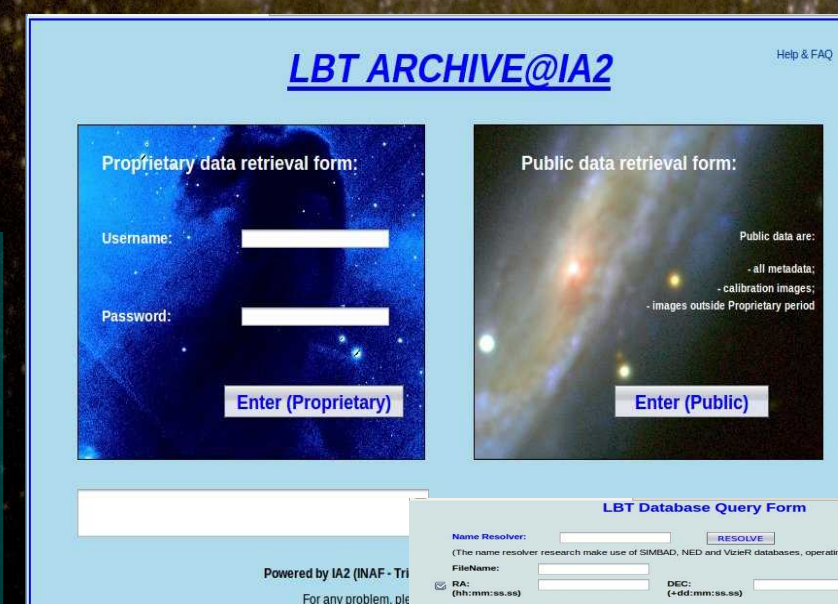 LBT ARCHIVE@IA2
Help & FAQ
Proprietary data retrieval form:
Username:
Password:
Enter (Proprietary)
Public data retrieval form:
Public data are:
- all metadata;
- calibration images;
- images outside Proprietary period
Enter (Public)
Powered by IA2 (INAF -
For any problem,
LBT Database Query Form
Name Resolver:
RESOLVE
(The name resolver research make use of SIMBAD, NED and VizieR databases,
FileName:
RA:
(hh:mm:ss.ss)
DEC:
(+dd:mm:ss.ss)